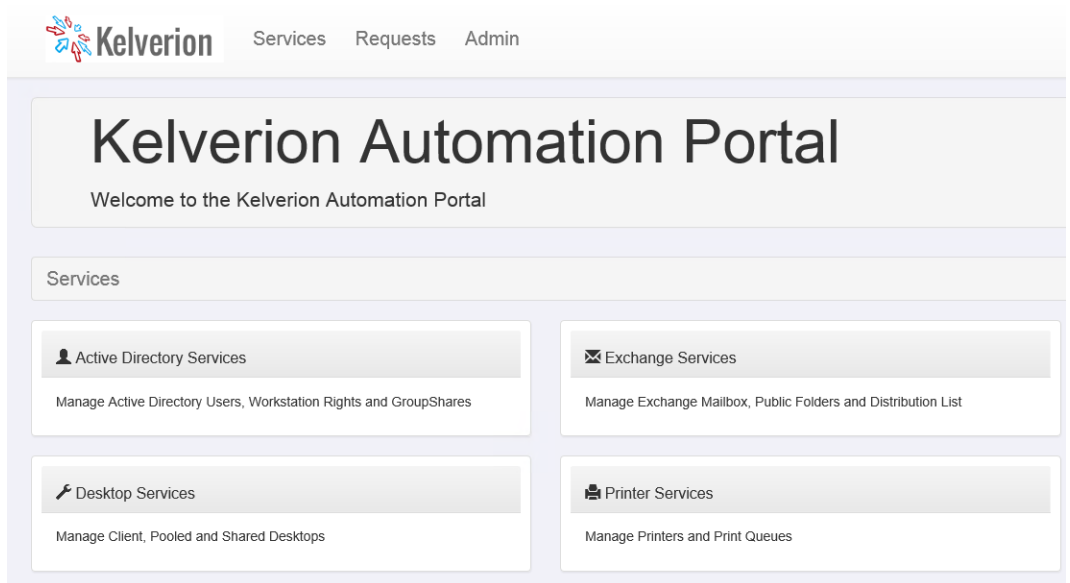 Kelverion Services Requests Admin
Kelverion Automation Portal
Welcome to the Kelverion Automation Portal
Services
Active Directory Services
Manage Active Directory Users, Workstation Rights and GroupShares
Exchange Services
Manage Exchange Mailbox, Public Folders and Distribution List
Desktop Services
Manage Client, Pooled and Shared Desktops
Printer Services
Manage Printers and Print Queues